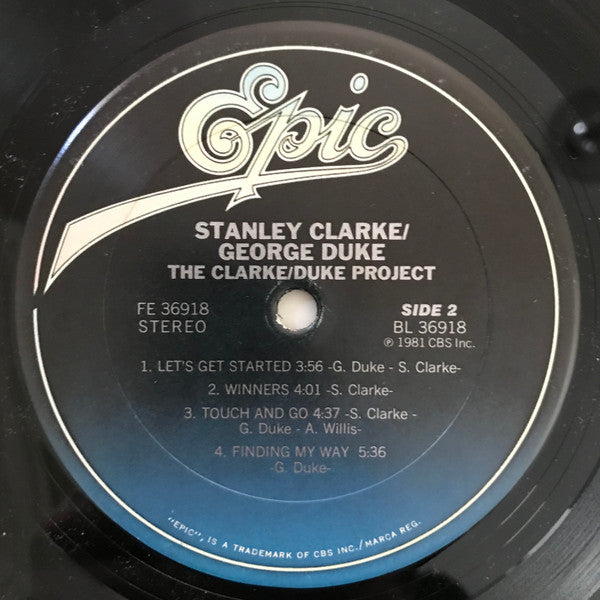 Epic
STANLEY CLARKE/
GEORGE DUKE
THE CLARKE/DUKE PROJECT
FE 36918
STEREO
SIDE 2
BL 36918
℗ 1981 CBS Inc.
1. LET'S GET STARTED 3:56 -G. Duke - S. Clarke-
2. WINNERS 4:01 -S. Clarke-
3. TOUCH AND GO 4:37 -S. Clarke -
G. Duke - A. Willis-
4. FINDING MY WAY 5:36
-G. Duke-
"EPIC", IS A TRADEMARK OF CBS INC./MARCA REG.